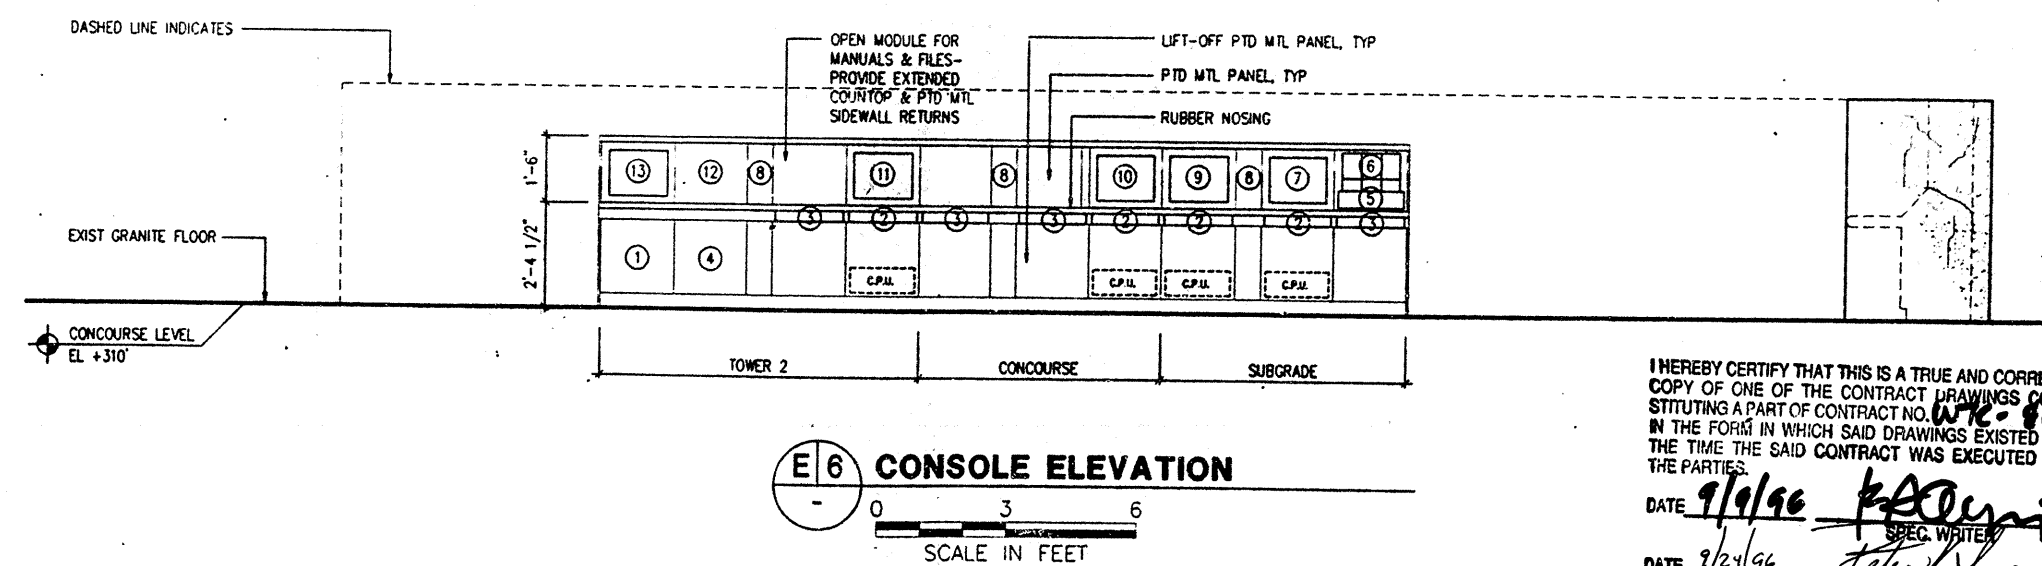 DASHED LINE INDICATES
OPEN MODULE FOR
MANUALS & FILES-
PROVIDE EXTENDED
COUNTOP & PTD MTL
SIDEWALL RETURNS
LIFT-OFF PTD MTL PANEL, TYP
PTD MTL PANEL, TYP
RUBBER NOSING
1'-6"
13 12 8 11 8 10 9 8 7 6
5
3 2 3 3 2 2 2 3
EXIST GRANITE FLOOR
2'-4 1/2"
1 4
C.P.U. C.P.U. C.P.U. C.P.U.
CONCOURSE LEVEL
EL +310'
TOWER 2 CONCOURSE SUBGRADE
E 6 CONSOLE ELEVATION
-
0 3 6
SCALE IN FEET
I HEREBY CERTIFY THAT THIS IS A TRUE AND CORRE
COPY OF ONE OF THE CONTRACT DRAWINGS CO
STITUTING A PART OF CONTRACT NO. WTC-
IN THE FORM IN WHICH SAID DRAWINGS EXISTED
THE TIME THE SAID CONTRACT WAS EXECUTED
THE PARTIES.
DATE 9/9/96
SPEC. WRITER
DATE 9/24/96